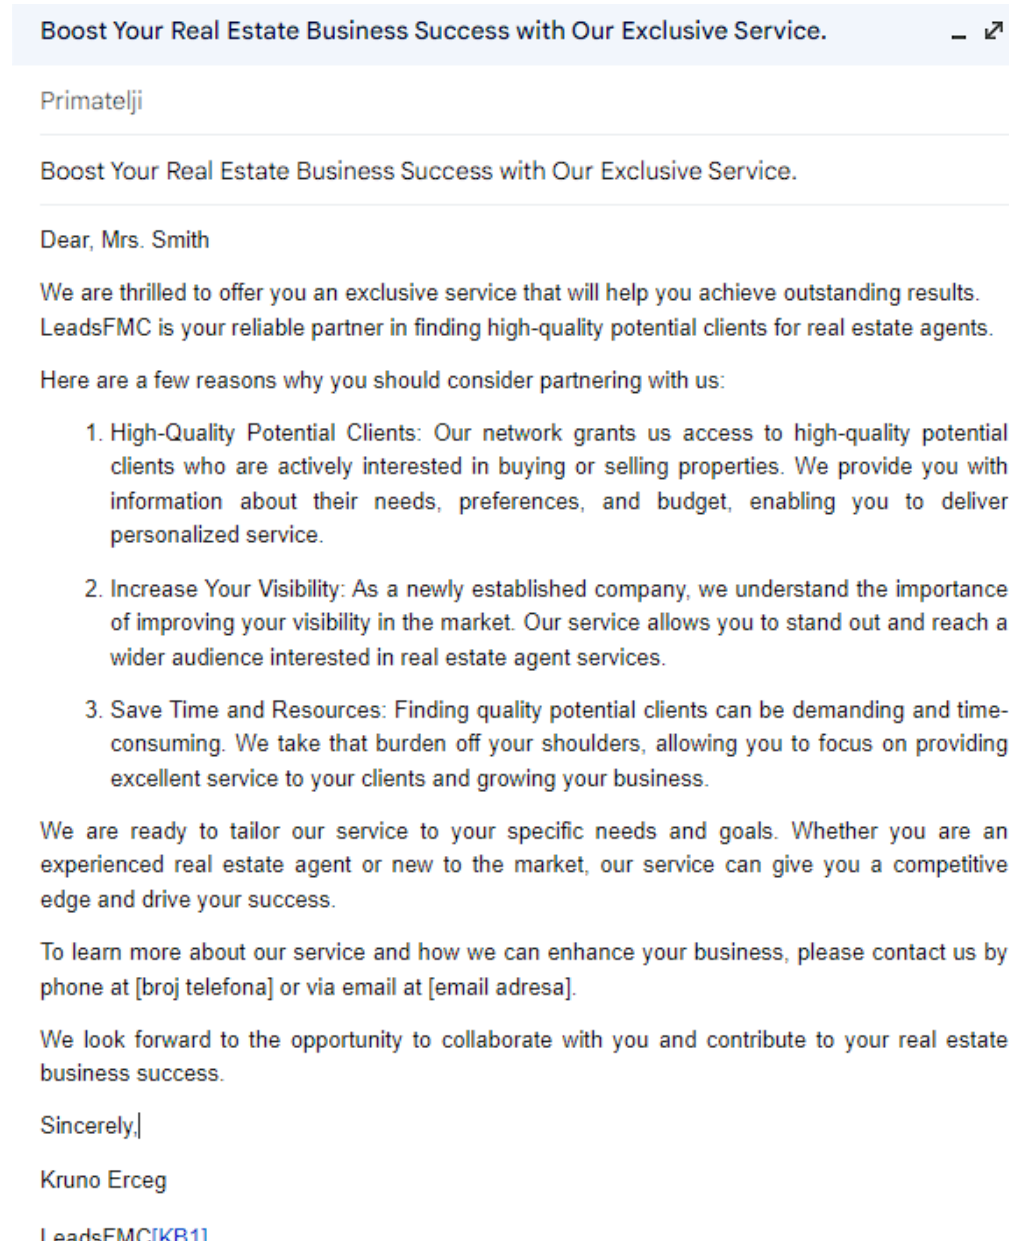 Boost Your Real Estate Business Success with Our Exclusive Service.
Primatelji
Boost Your Real Estate Business Success with Our Exclusive Service.
Dear, Mrs. Smith
We are thrilled to offer you an exclusive service that will help you achieve outstanding results.
LeadsFMC is your reliable partner in finding high-quality potential clients for real estate agents.
Here are a few reasons why you should consider partnering with us:
1. High-Quality Potential Clients: Our network grants us access to high-quality potential
clients who are actively interested in buying or selling properties. We provide you with
information about their needs, preferences, and budget, enabling you to deliver
personalized service.
2. Increase Your Visibility: As a newly established company, we understand the importance
of improving your visibility in the market. Our service allows you to stand out and reach a
wider audience interested in real estate agent services.
3. Save Time and Resources: Finding quality potential clients can be demanding and time-
consuming. We take that burden off your shoulders, allowing you to focus on providing
excellent service to your clients and growing your business.
We are ready to tailor our service to your specific needs and goals. Whether you are an
experienced real estate agent or new to the market, our service can give you a competitive
edge and drive your success.
To learn more about our service and how we can enhance your business, please contact us by
phone at [broj telefona] or via email at [email adresa].
We look forward to the opportunity to collaborate with you and contribute to your real estate
business success.
Sincerely,
Kruno Erceg
LeadsFMC[KB1]